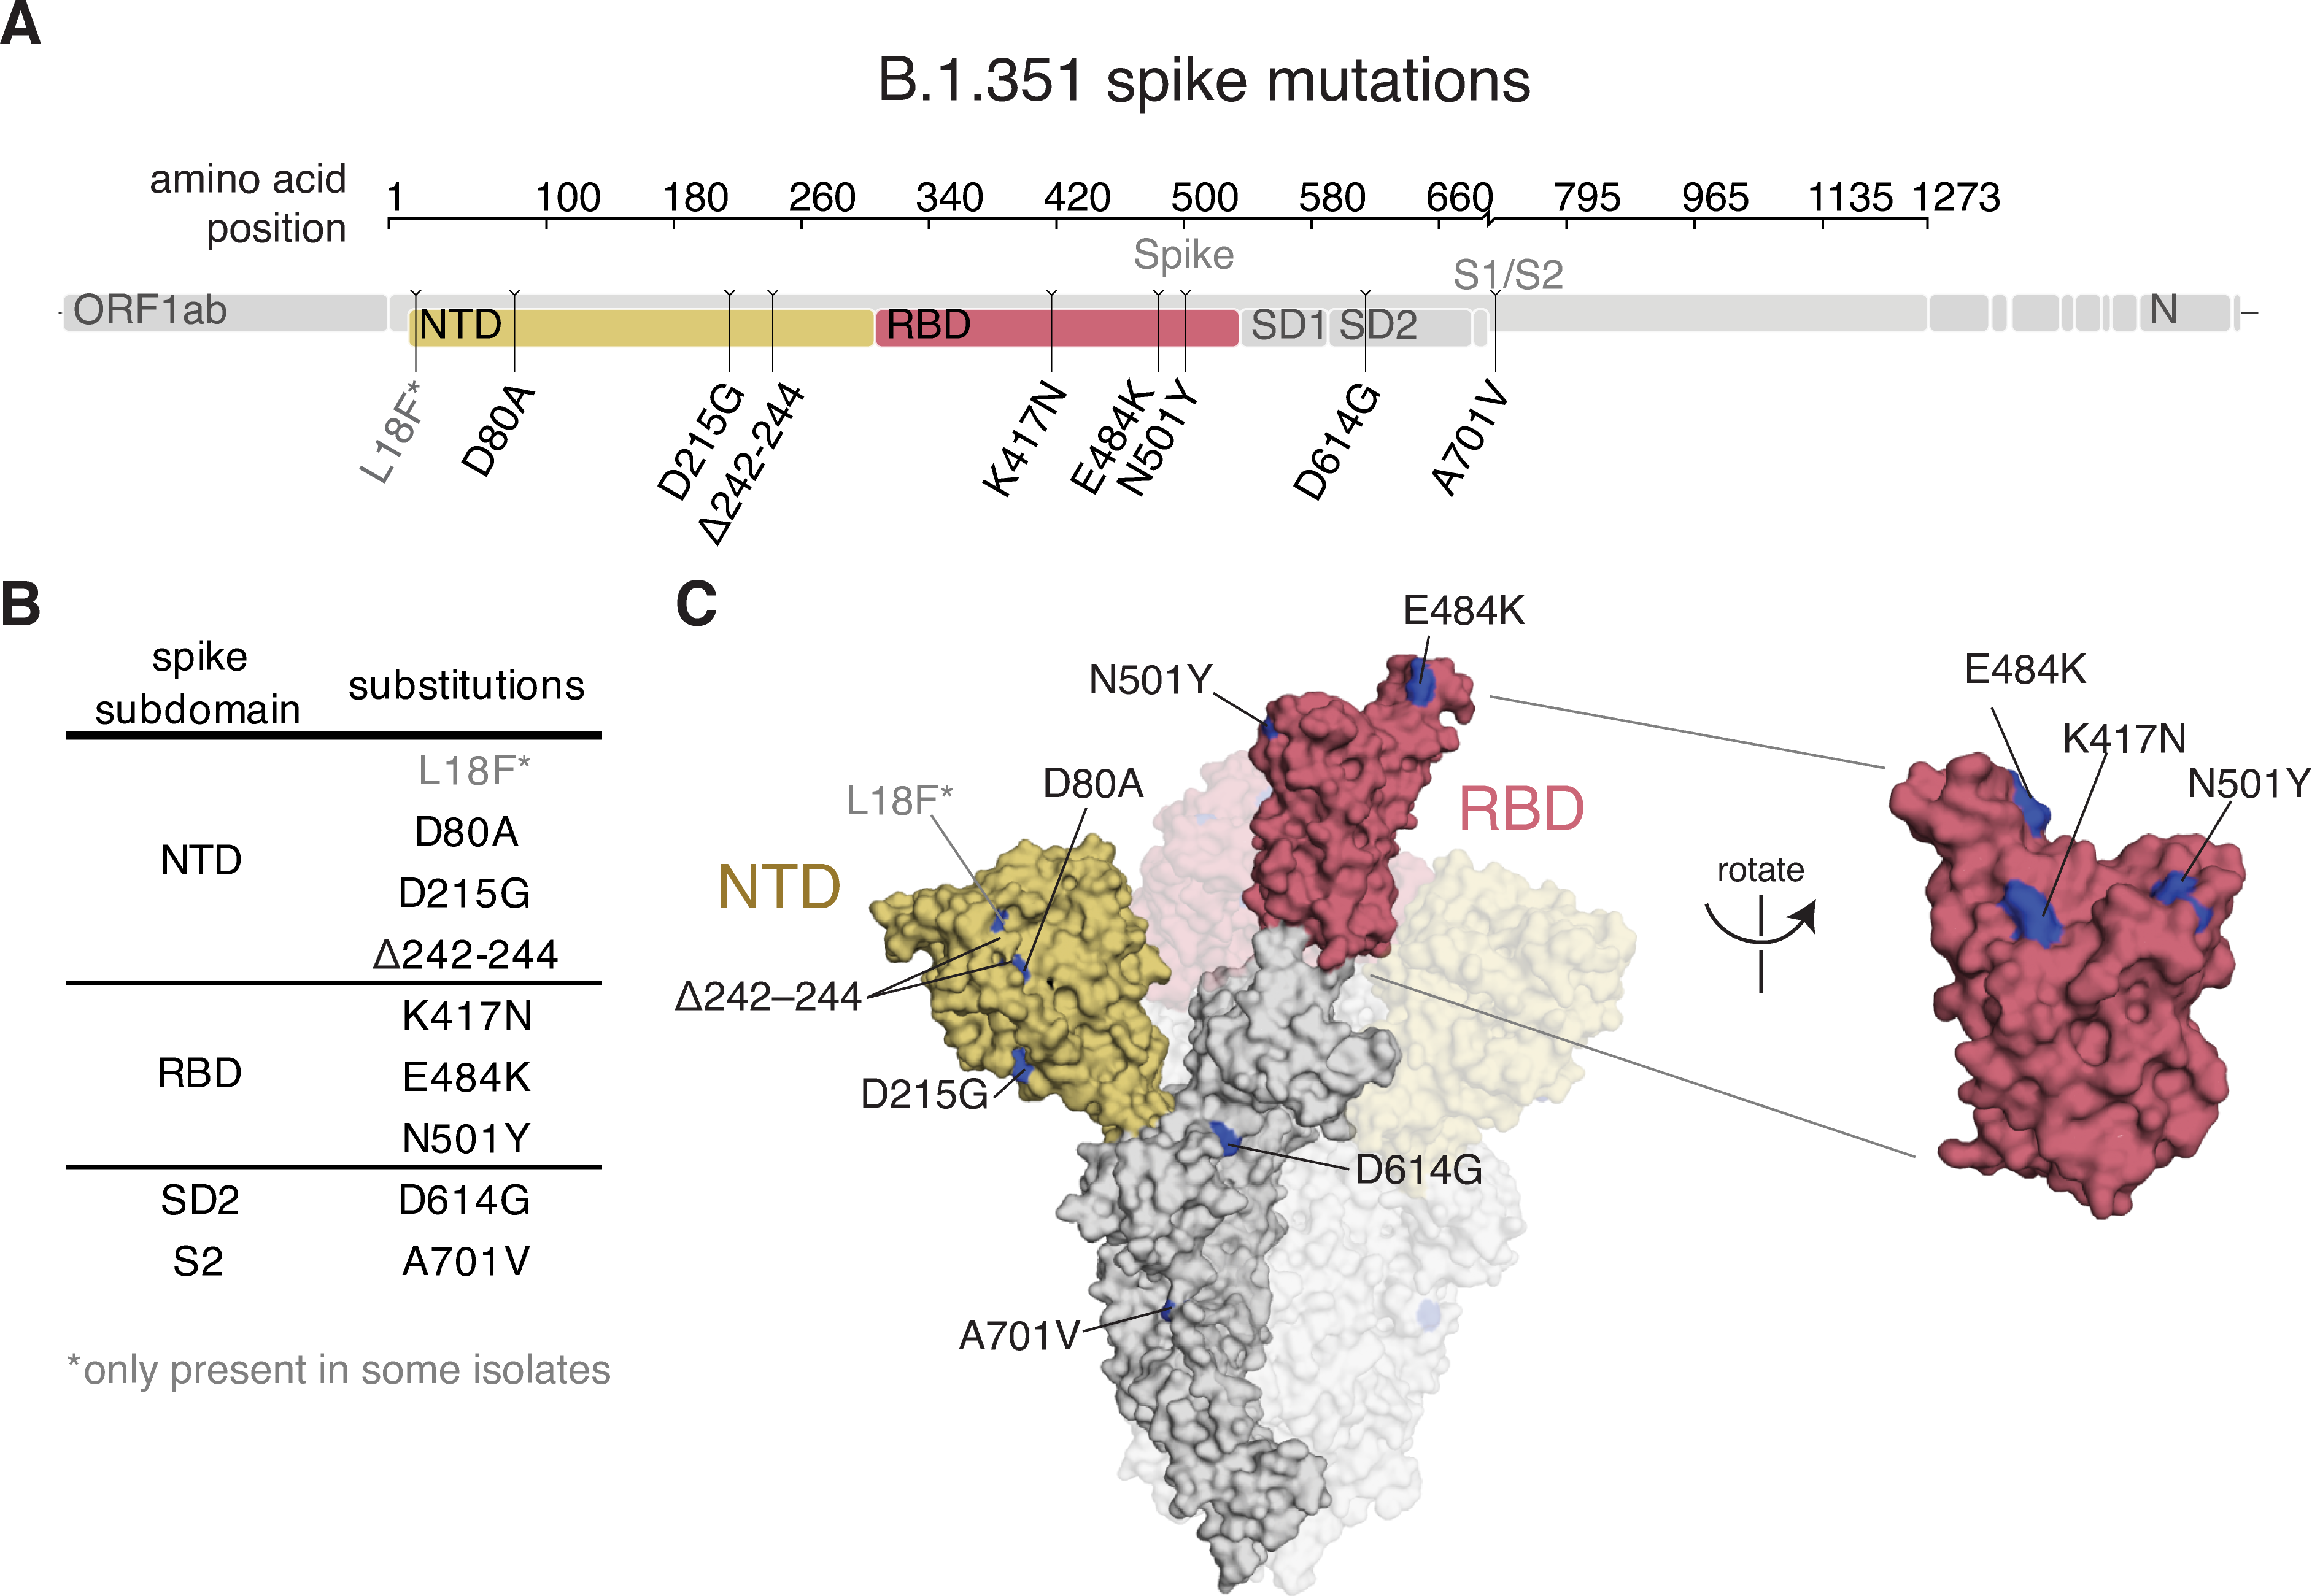 A
B.1.351 spike mutations
amino acid position
1 100 180 260 340 420 500 580 660 795 965 1135 1273
Spike
S1/S2
ORF1ab
NTD
RBD
SD1
SD2
N
L18F*
D80A
D215G
Δ242-244
K417N
E484K
N501Y
D614G
A701V
B
spike subdomain
substitutions
NTD
L18F*
D80A
D215G
Δ242-244
RBD
K417N
E484K
N501Y
SD2
D614G
S2
A701V
*only present in some isolates
C
E484K
N501Y
D80A
L18F*
RBD
NTD
Δ242–244
D215G
D614G
A701V
rotate
E484K
K417N
N501Y